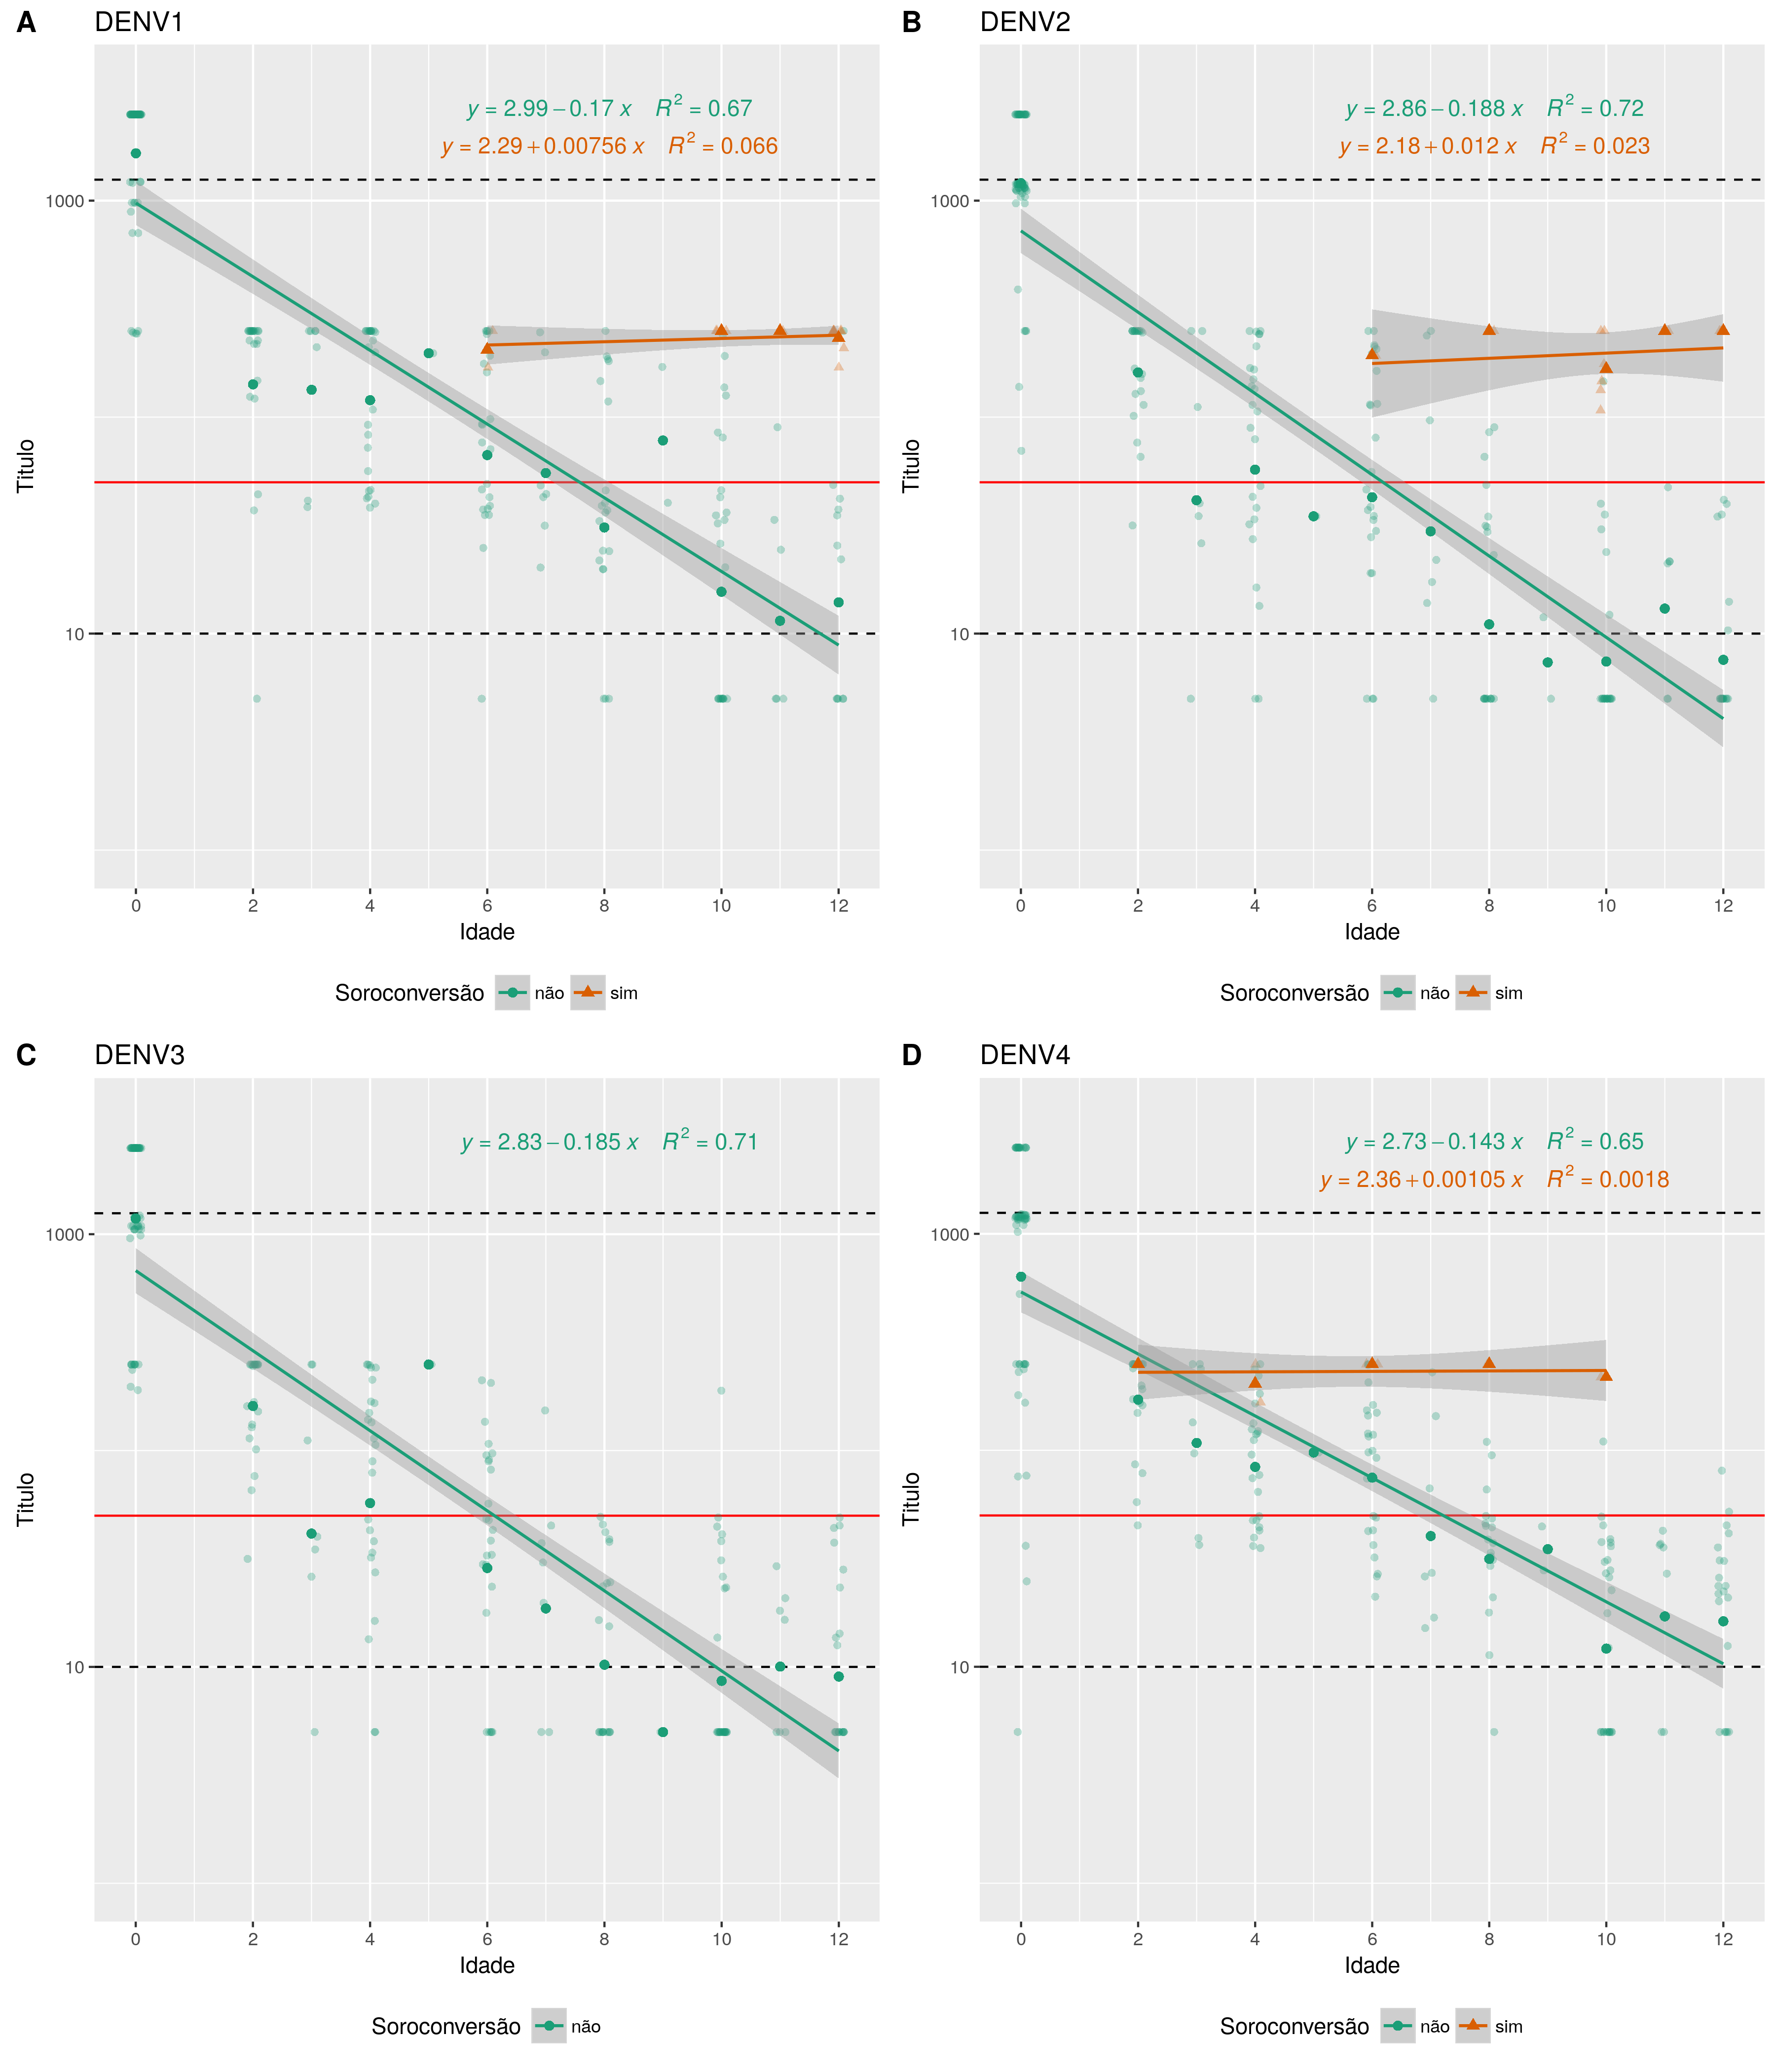 A DENV1
y = 2.99 − 0.17 x R² = 0.67
y = 2.29 + 0.00756 x R² = 0.066
1000
10
Titulo
0 2 4 6 8 10 12
Idade
Soroconversão não sim
B DENV2
y = 2.86 − 0.188 x R² = 0.72
y = 2.18 + 0.012 x R² = 0.023
1000
10
Titulo
0 2 4 6 8 10 12
Idade
Soroconversão não sim
C DENV3
y = 2.83 − 0.185 x R² = 0.71
1000
10
Titulo
0 2 4 6 8 10 12
Idade
Soroconversão não
D DENV4
y = 2.73 − 0.143 x R² = 0.65
y = 2.36 + 0.00105 x R² = 0.0018
1000
10
Titulo
0 2 4 6 8 10 12
Idade
Soroconversão não sim